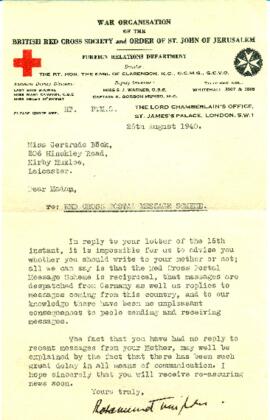 WAR ORGANISATION
OF THE
BRITISH RED CROSS SOCIETY and ORDER OF ST. JOHN OF JERUSALEM
FOREIGN RELATIONS DEPARTMENT
THE RT. HON. THE EARL OF CLARENDON, K.G., G.C.M.G., G.C.V.O.
MISS S. J. WARNER, O.B.E.
WHITEHALL
PLEASE QUOTE REF.
THE LORD CHAMBERLAIN'S OFFICE,
ST. JAMES'S PALACE, LONDON, S.W.1
26th August 1940.
Miss Gertrude Böck,
206 Hinckley Road,
Kirby Muxloe,
Leicester.
Dear Madam,
To: RED CROSS POSTAL MESSAGE SCHEME.
In reply to your letter of the 15th
instant, it is impossible for us to advise you
whether you should write to your mother or not;
all we can say is that the Red Cross Postal
Message Scheme is reciprocal, that messages are
despatched from Germany as well as replies to
messages coming from this country, and to our
knowledge there have been no unpleasant
consequences to people sending and receiving
messages.
The fact that you have had no reply to
recent messages from your Mother, may well be
explained by the fact that there has been such
great delay in all means of communication. I
hope sincerely that you will receive re-assuring
news soon.
Yours truly,